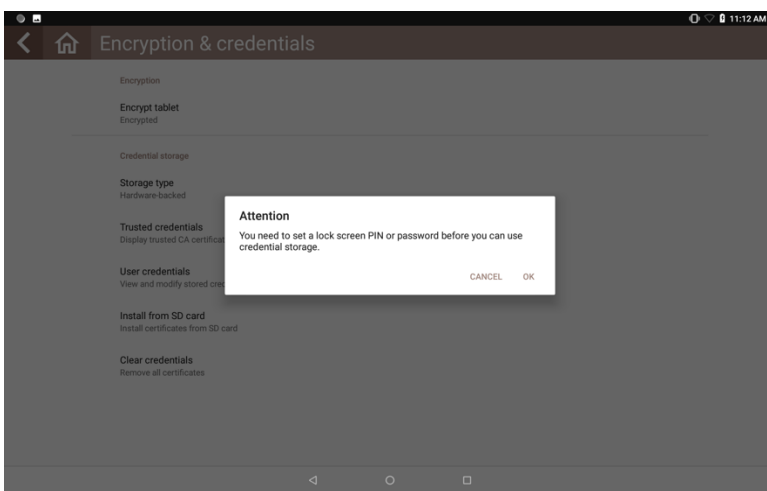 11:12 AM
Encryption & credentials
Encryption
Encrypt tablet
Encrypted
Credential storage
Storage type
Hardware-backed
Trusted credentials
Display trusted CA certificat
User credentials
View and modify stored cred
Attention
You need to set a lock screen PIN or password before you can use
credential storage.
CANCEL OK
Install from SD card
Install certificates from SD card
Clear credentials
Remove all certificates